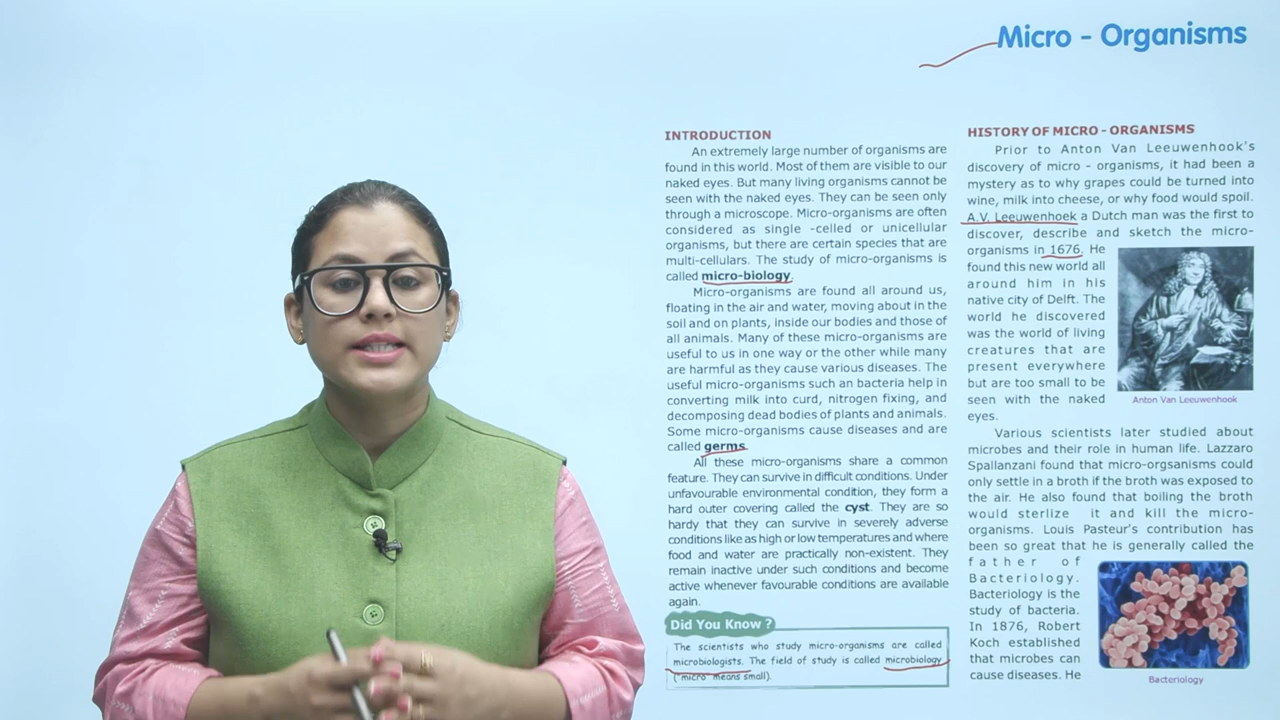 Micro - Organisms
INTRODUCTION
An extremely large number of organisms are
found in this world. Most of them are visible to our
naked eyes. But many living organisms cannot be
seen with the naked eyes. They can be seen only
through a microscope. Micro-organisms are often
considered as single -celled or unicellular
organisms, but there are certain species that are
multi-cellulars. The study of micro-organisms is
called micro-biology.
Micro-organisms are found all around us,
floating in the air and water, moving about in the
soil and on plants, inside our bodies and those of
all animals. Many of these micro-organisms are
useful to us in one way or the other while many
are harmful as they cause various diseases. The
useful micro-organisms such an bacteria help in
converting milk into curd, nitrogen fixing, and
decomposing dead bodies of plants and animals.
Some micro-organisms cause diseases and are
called germs.
All these micro-orgnisms share a common
feature. They can survive in difficult conditions. Under
unfavourable environmental condition, they form a
hard outer covering called the cyst. They are so
hardy that they can survive in severely adverse
conditions like as high or low temperatures and where
food and water are practically non-existent. They
remain inactive under such conditions and become
active whenever favourable conditions are available
again.
Did You Know ?
The scientists who study micro-organisms are called
microbiologists. The field of study is called microbiology
("micro" means small).
HISTORY OF MICRO - ORGANISMS
Prior to Anton Van Leeuwenhook's
discovery of micro - organisms, it had been a
mystery as to why grapes could be turned into
wine, milk into cheese, or why food would spoil.
A.V. Leeuwenhoek a Dutch man was the first to
discover, describe and sketch the micro-
organisms in 1676. He
found this new world all
around him in his
native city of Delft. The
world he discovered
was the world of living
creatures that are
present everywhere
but are too small to be
seen with the naked
eyes.
Anton Van Leeuwenhook
Various scientists later studied about
microbes and their role in human life. Lazzaro
Spallanzani found that micro-orgsanisms could
only settle in a broth if the broth was exposed to
the air. He also found that boiling the broth
would sterlize it and kill the micro-
organisms. Louis Pasteur's contribution has
been so great that he is generally called the
father of
Bacteriology.
Bacteriology is the
study of bacteria.
In 1876, Robert
Koch established
that microbes can
cause diseases. He
Bacteriology